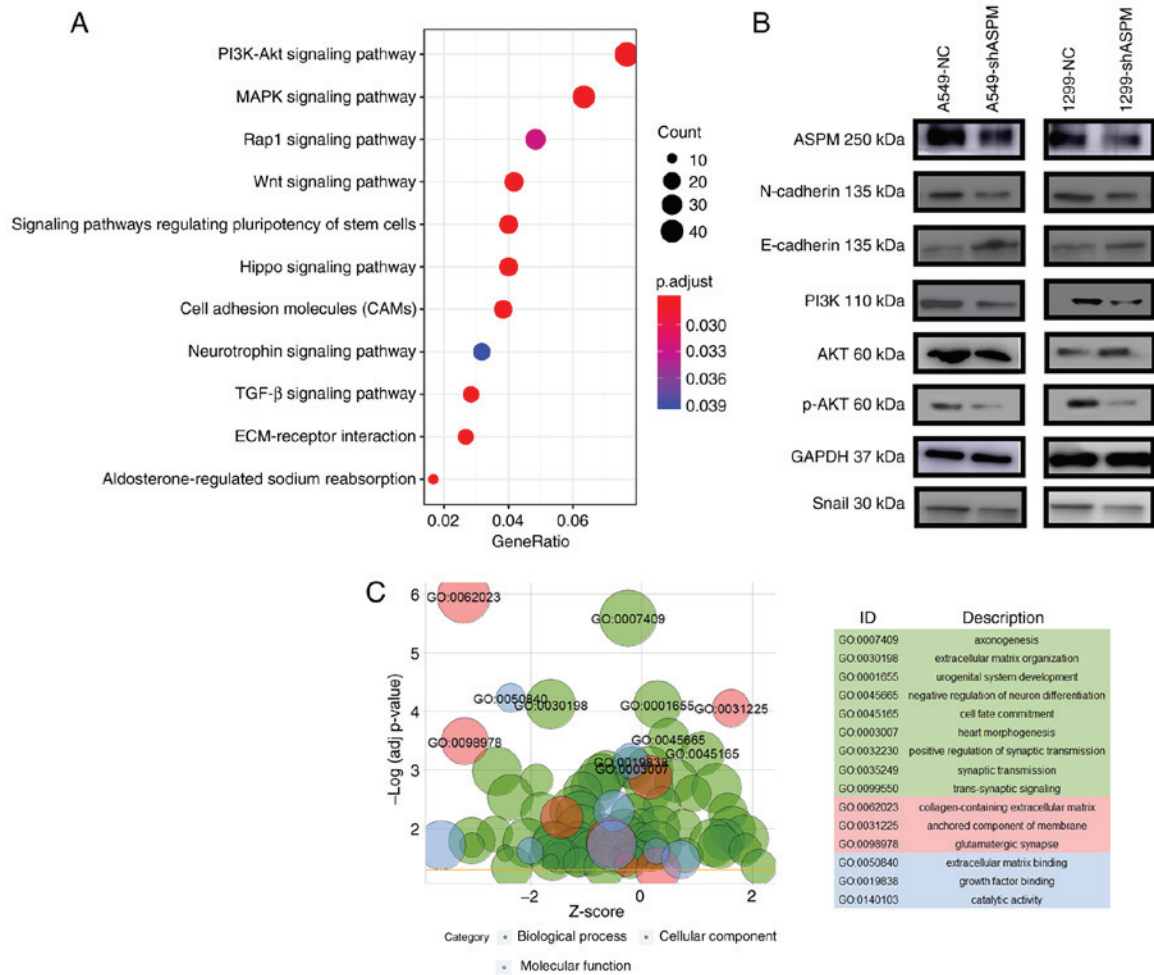 A
PI3K-Akt signaling pathway
MAPK signaling pathway
Rap1 signaling pathway
Wnt signaling pathway
Signaling pathways regulating pluripotency of stem cells
Hippo signaling pathway
Cell adhesion molecules (CAMs)
Neurotrophin signaling pathway
TGF-β signaling pathway
ECM-receptor interaction
Aldosterone-regulated sodium reabsorption
0.02 0.04 0.06
GeneRatio
Count
10
20
30
40
p.adjust
0.030
0.033
0.036
0.039
B
A549-NC
A549-shASPM
1299-NC
1299-shASPM
ASPM 250 kDa
N-cadherin 135 kDa
E-cadherin 135 kDa
PI3K 110 kDa
AKT 60 kDa
p-AKT 60 kDa
GAPDH 37 kDa
Snail 30 kDa
C
6
5
4
3
2
−Log (adj p-value)
GO:0062023
GO:0007409
GO:0050840
GO:0030198
GO:0001655
GO:0031225
GO:0098978
GO:0045665
GO:0045165
GO:0019838
GO:0003007
−2 0 2
Z-score
Category Biological process Cellular component
Molecular function
ID Description
GO:0007409 axonogenesis
GO:0030198 extracellular matrix organization
GO:0001655 urogenital system development
GO:0045665 negative regulation of neuron differentiation
GO:0045165 cell fate commitment
GO:0003007 heart morphogenesis
GO:0032230 positive regulation of synaptic transmission
GO:0035249 synaptic transmission
GO:0099550 trans-synaptic signaling
GO:0062023 collagen-containing extracellular matrix
GO:0031225 anchored component of membrane
GO:0098978 glutamatergic synapse
GO:0050840 extracellular matrix binding
GO:0019838 growth factor binding
GO:0140103 catalytic activity